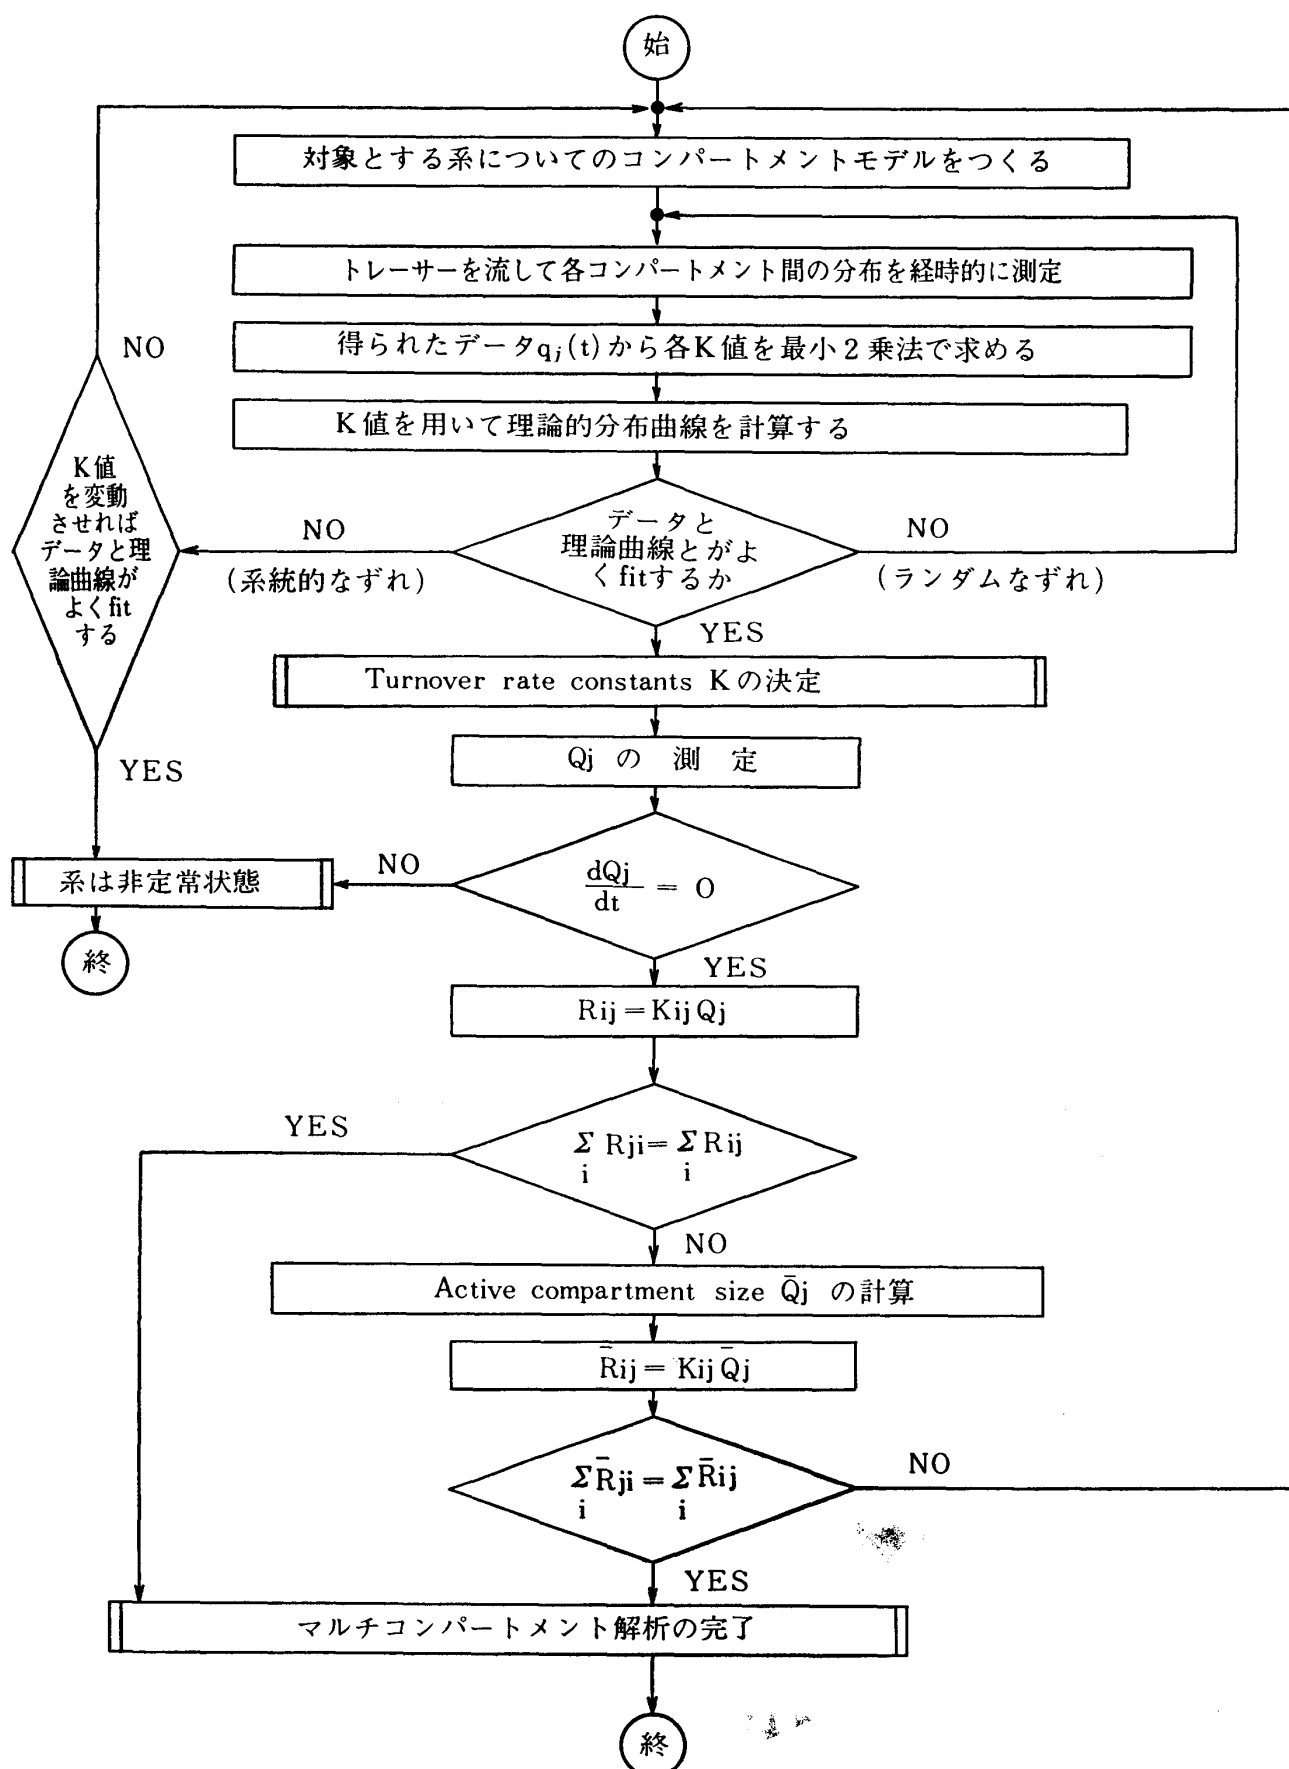 始
対象とする系についてのコンパートメントモデルをつくる
トレーサーを流して各コンパートメント間の分布を経時的に測定
得られたデータqj(t)から各K値を最小2乗法で求める
K値を用いて理論的分布曲線を計算する
データと
理論曲線とがよ
くfitするか
NO
(系統的なずれ)
NO
(ランダムなずれ)
NO
K値
を変動
させれば
データと理
論曲線が
よくfit
する
YES
YES
Turnover rate constants Kの決定
Qjの測定
dQj
dt
= 0
NO
系は非定常状態
終
YES
Rij=KijQj
YES
Σ Rji=Σ Rij
i i
NO
Active compartment size Q̄j の計算
R̄ij=KijQ̄j
ΣR̄ji=ΣR̄ij
i i
NO
YES
マルチコンパートメント解析の完了
終